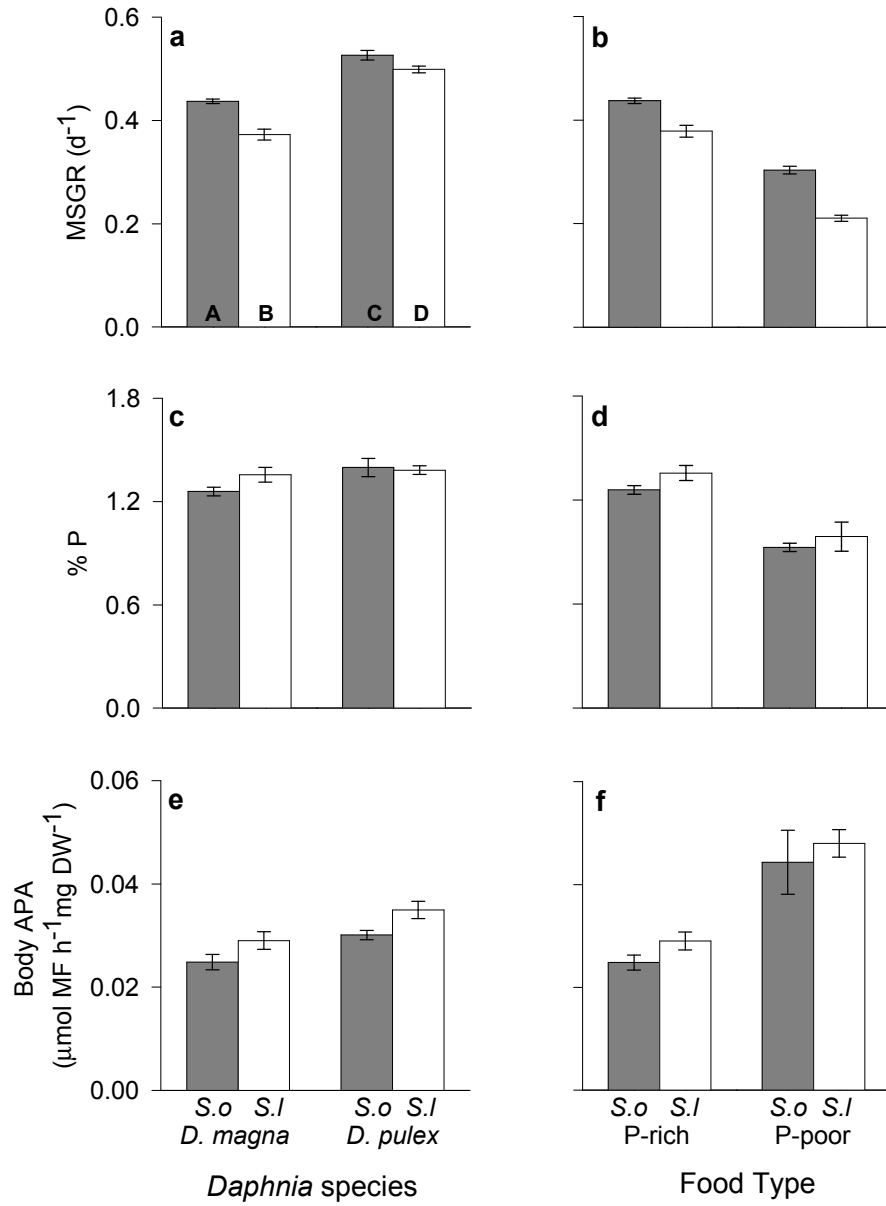 0.6
a
b
MSGR (d⁻¹)
0.4
0.2
A B C D
0.0
1.8
c
d
% P
1.2
0.6
0.0
0.06
e
f
Body APA
(μmol MF h⁻¹mg DW⁻¹)
0.04
0.02
0.00
S.o S.l S.o S.l
D. magna D. pulex
Daphnia species
S.o S.l S.o S.l
P-rich P-poor
Food Type